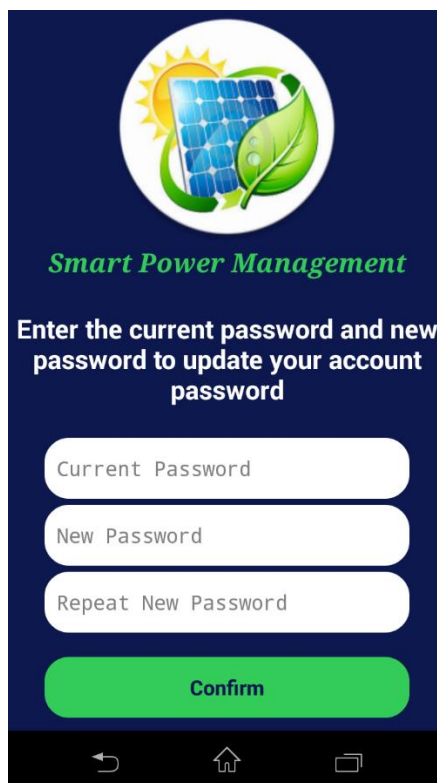 Smart Power Management
Enter the current password and new
password to update your account
password
Current Password
New Password
Repeat New Password
Confirm